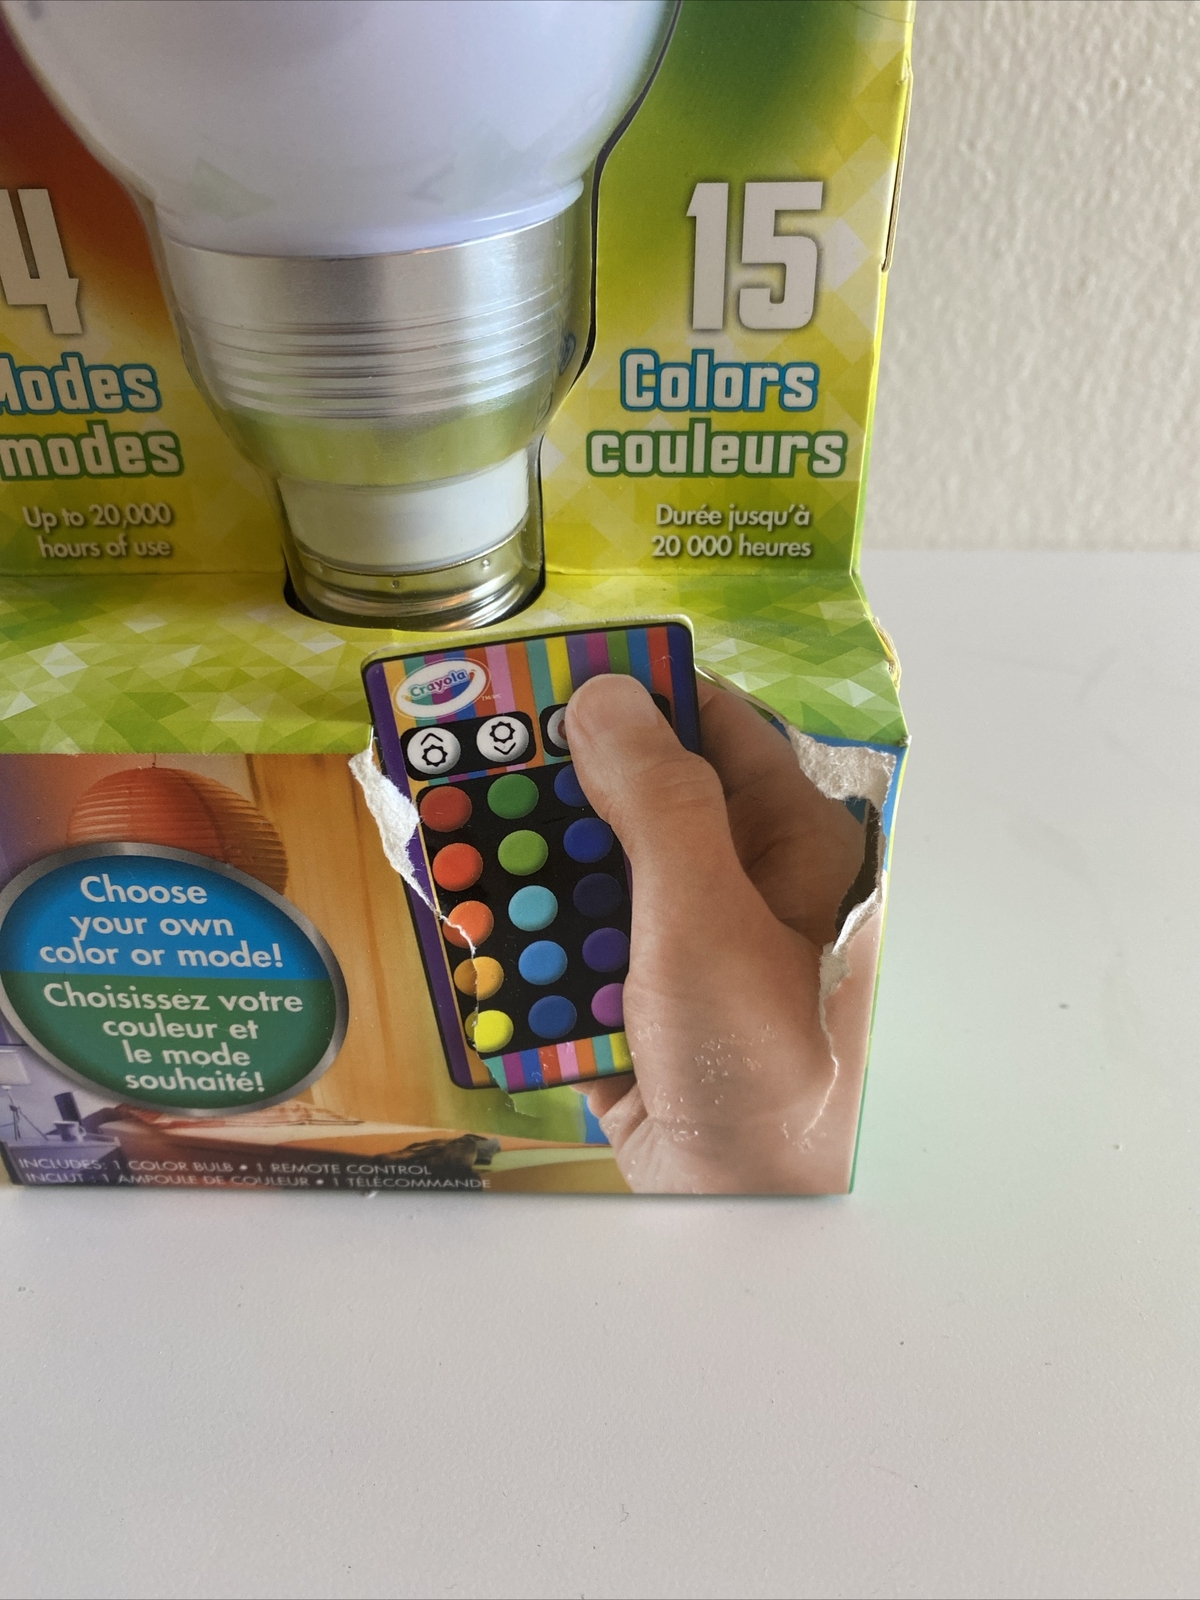 4
Modes
modes
Up to 20,000
hours of use
15
Colors
couleurs
Durée jusqu'à
20 000 heures
Crayola
Choose
your own
color or mode!
Choisissez votre
couleur et
le mode
souhaité!
INCLUDES: 1 COLOR BULB • 1 REMOTE CONTROL
INCLUT : 1 AMPOULE DE COULEUR • 1 TÉLÉCOMMANDE